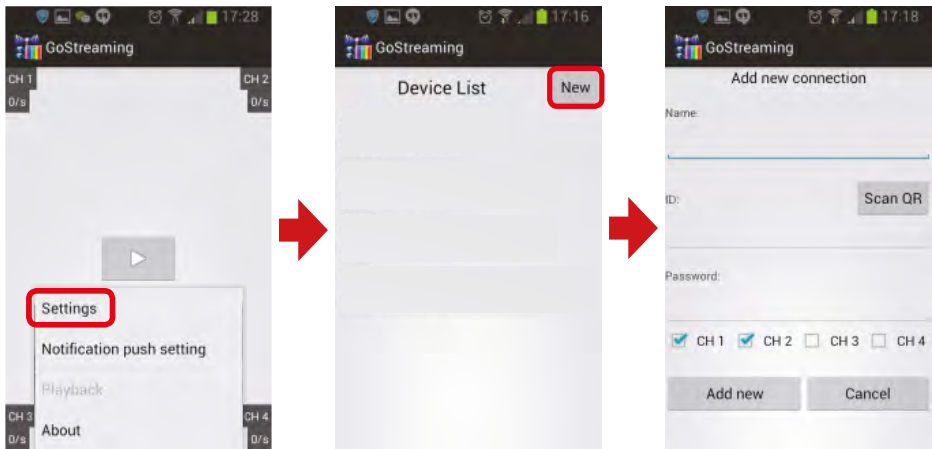 17:28
GoStreaming
CH 1
CH 2
0/s
0/s
Settings
Notification push setting
Playback
About
CH 3
CH 4
0/s
0/s
17:16
GoStreaming
Device List
New
17:18
GoStreaming
Add new connection
Name:
ID:
Scan QR
Password:
CH 1
CH 2
CH 3
CH 4
Add new
Cancel